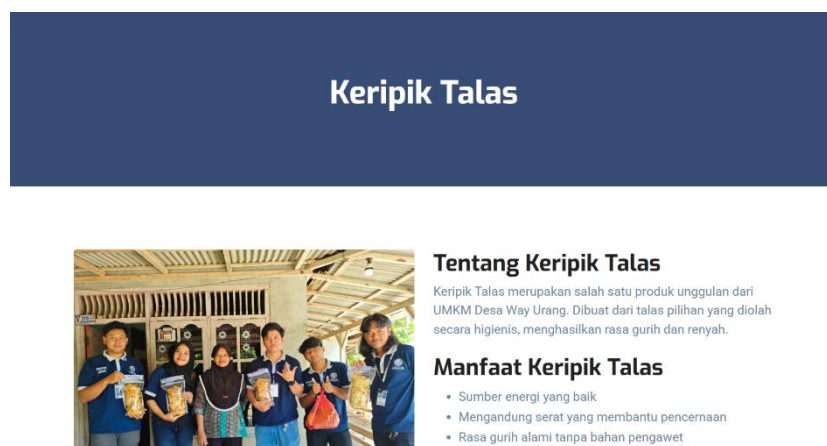 Keripik Talas
Tentang Keripik Talas
Keripik Talas merupakan salah satu produk unggulan dari
UMKM Desa Way Urang. Dibuat dari talas pilihan yang diolah
secara higienis, menghasilkan rasa gurih dan renyah.
Manfaat Keripik Talas
• Sumber energi yang baik
• Mengandung serat yang membantu pencernaan
• Rasa gurih alami tanpa bahan pengawet